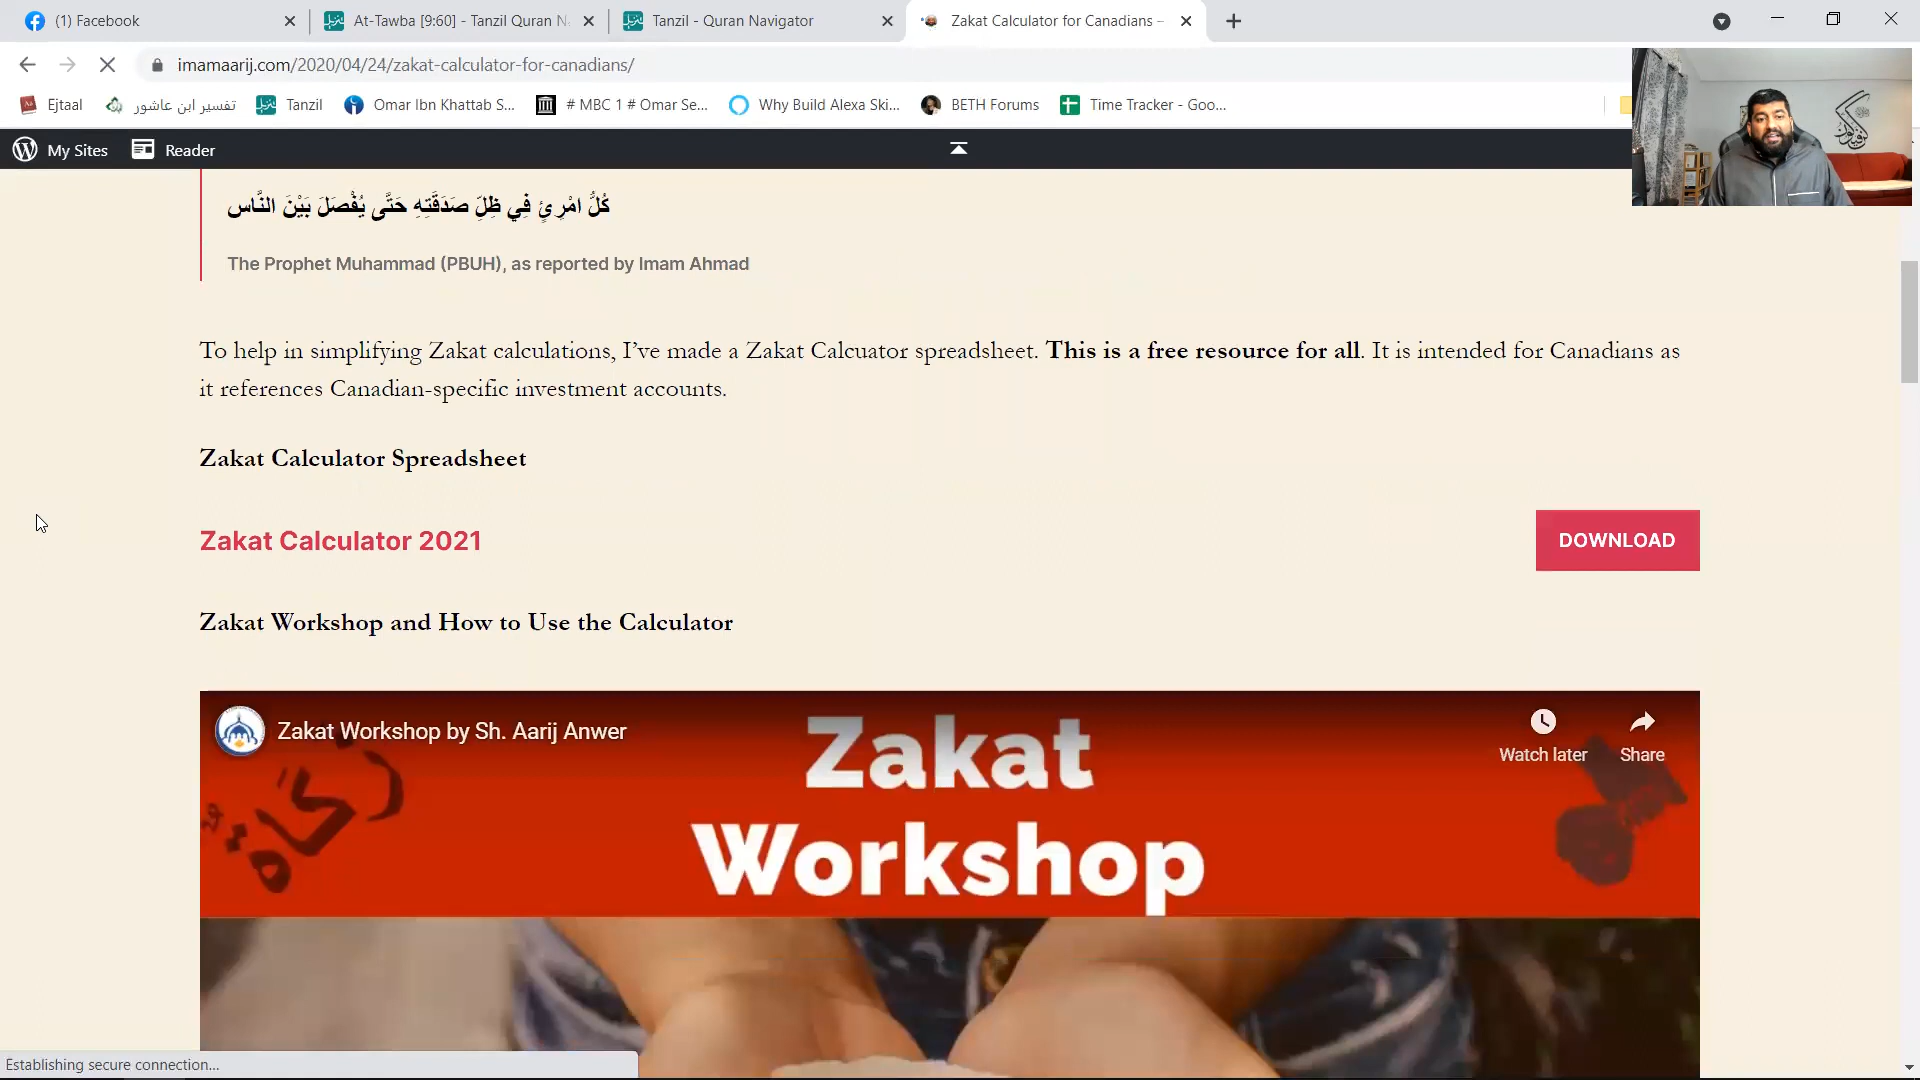 (1) Facebook
At-Tawba [9:60] - Tanzil Quran N
Tanzil - Quran Navigator
Zakat Calculator for Canadians –
imamaarij.com/2020/04/24/zakat-calculator-for-canadians/
Ejtaal
تفسير ابن عاشور
Tanzil
Omar Ibn Khattab S...
# MBC 1 # Omar Se...
Why Build Alexa Ski...
BETH Forums
Time Tracker - Goo...
My Sites
Reader
كُلُّ امْرِئٍ فِي ظِلِّ صَدَقَتِهِ حَتَّى يُفْصَلَ بَيْنَ النَّاس
The Prophet Muhammad (PBUH), as reported by Imam Ahmad
To help in simplifying Zakat calculations, I’ve made a Zakat Calcuator spreadsheet. This is a free resource for all. It is intended for Canadians as
it references Canadian-specific investment accounts.
Zakat Calculator Spreadsheet
Zakat Calculator 2021
DOWNLOAD
Zakat Workshop and How to Use the Calculator
Zakat Workshop by Sh. Aarij Anwer
Watch later
Share
Zakat
Workshop
زكاة
Establishing secure connection...